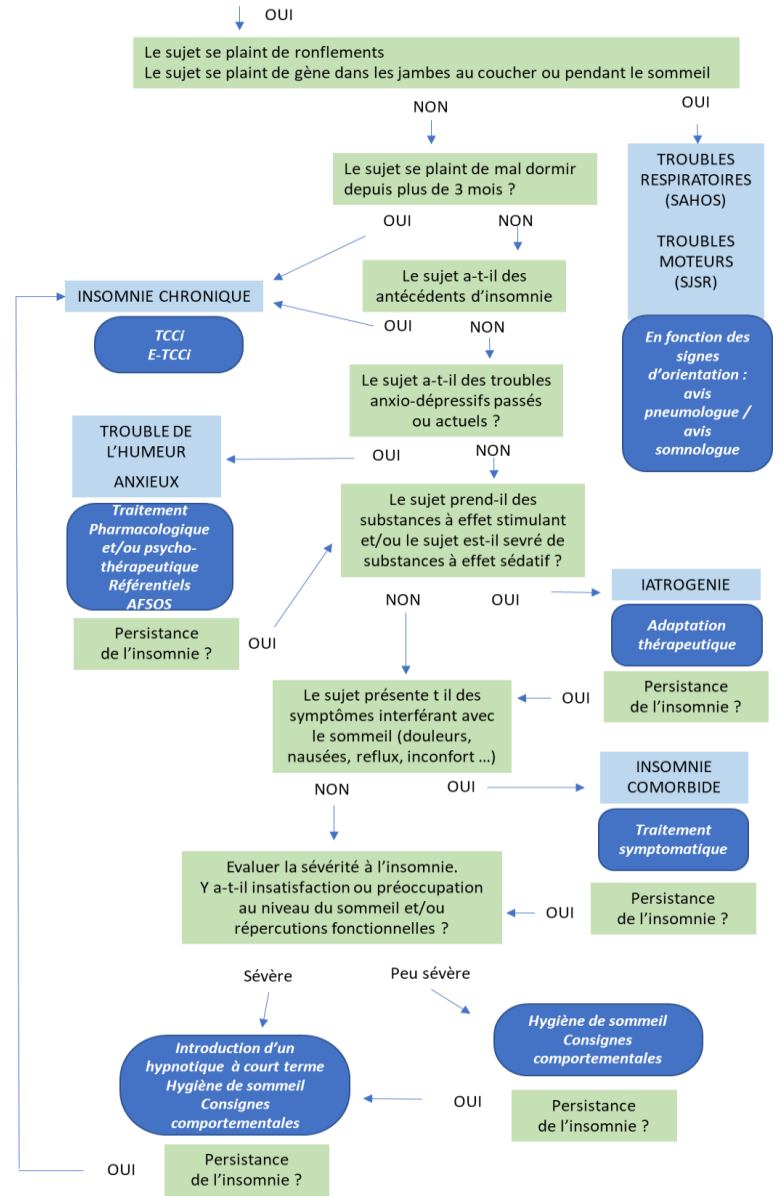 OUI
Le sujet se plaint de ronflements
Le sujet se plaint de gène dans les jambes au coucher ou pendant le sommeil
NON
OUI
Le sujet se plaint de mal dormir
depuis plus de 3 mois ?
TROUBLES
RESPIRATOIRES
(SAHOS)
TROUBLES
MOTEURS
(SJSR)
OUI
NON
Le sujet a-t-il des
antécédents d'insomnie
INSOMNIE CHRONIQUE
TCCi
E-TCCi
OUI
NON
En fonction des
signes
d'orientation :
avis
pneumologue /
avis
somnologue
Le sujet a-t-il des troubles
anxio-dépressifs passés
ou actuels ?
TROUBLE DE
L'HUMEUR
ANXIEUX
OUI
NON
Traitement
Pharmacologique
et/ou psycho-
thérapeutique
Référentiels
AFSOS
Le sujet prend-il des
substances à effet stimulant
et/ou le sujet est-il sevré de
substances à effet sédatif ?
Persistance
de l'insomnie ?
OUI
NON
OUI
IATROGENIE
Adaptation
thérapeutique
Persistance
de l'insomnie ?
OUI
Le sujet présente t il des
symptômes interférant avec
le sommeil (douleurs,
nausées, reflux, inconfort ...)
NON
OUI
INSOMNIE
COMORBIDE
Traitement
symptomatique
Persistance
de l'insomnie ?
OUI
Evaluer la sévérité à l'insomnie.
Y a-t-il insatisfaction ou préoccupation
au niveau du sommeil et/ou
répercutions fonctionnelles ?
Sévère
Peu sévère
Hygiène de sommeil
Consignes
comportementales
Introduction d'un
hypnotique à court terme
Hygiène de sommeil
Consignes
comportementales
OUI
Persistance
de l'insomnie ?
OUI
Persistance
de l'insomnie ?